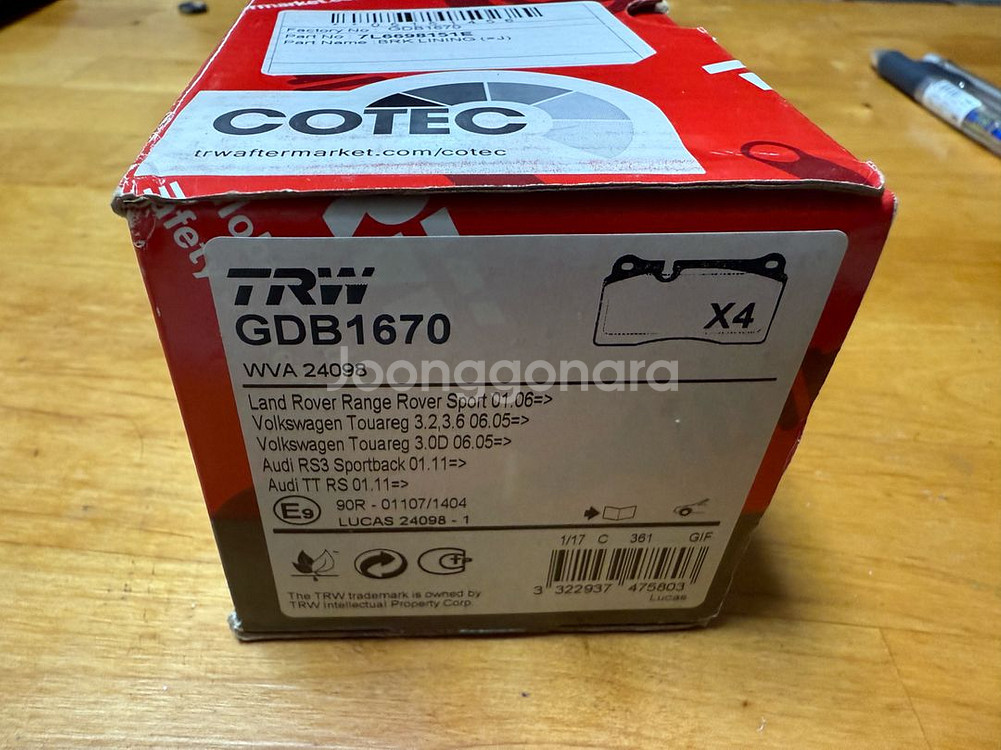 Factory No : GDB1670
Part No 7L6698151E
Part Name : BRK LINING (=J)
COTEC
trwaftermarket.com/cotec
TRW
GDB1670
X4
WVA 24098
Joonggonara
Land Rover Range Rover Sport 01.06=>
Volkswagen Touareg 3.2,3.6 06.05=>
Volkswagen Touareg 3.0D 06.05=>
Audi RS3 Sportback 01.11=>
Audi TT RS 01.11=>
E9 90R - 01107/1404
LUCAS 24098 - 1
1/17 C 361 GIF
3 322937 475803
Lucas
The TRW trademark is owned by
TRW Intellectual Property Corp.